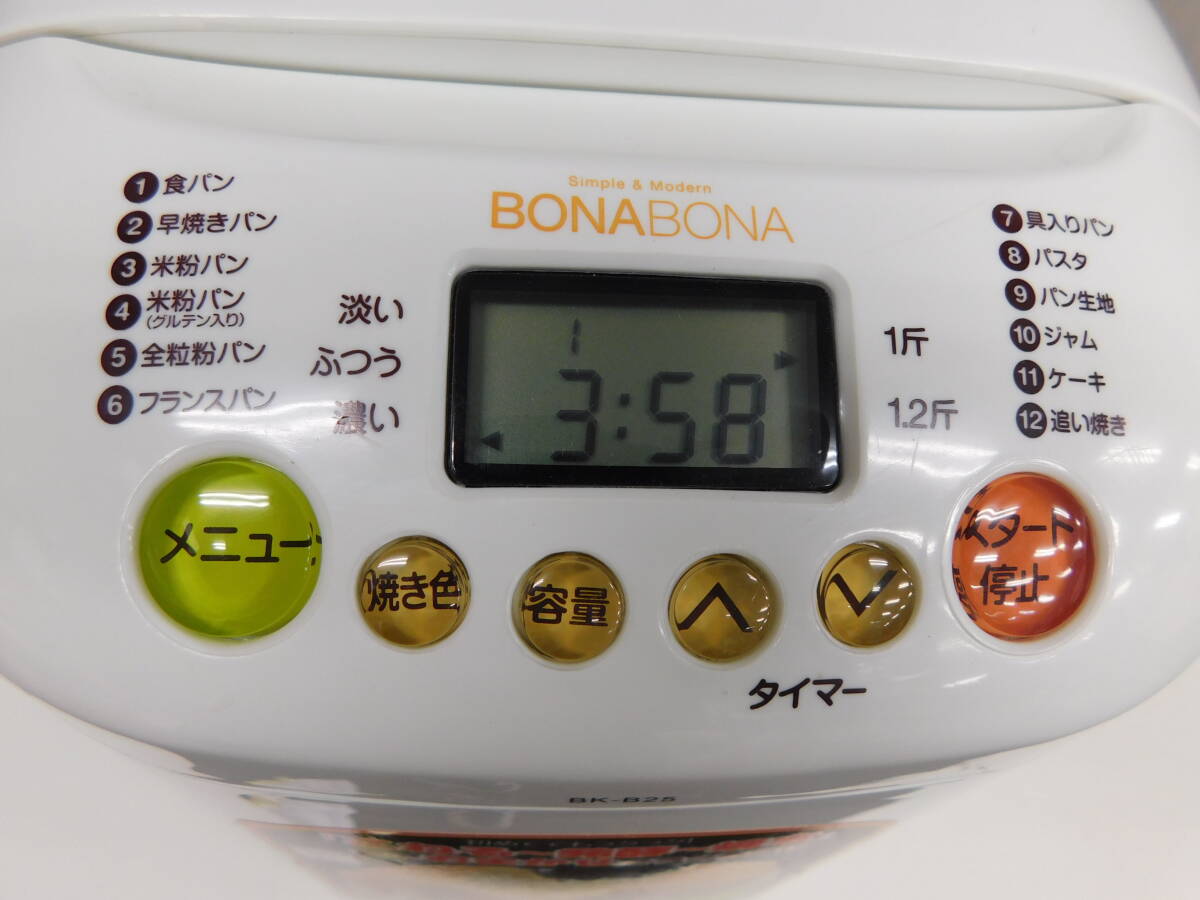 Simple & Modern
BONABONA
1 食パン
2 早焼きパン
3 米粉パン
4 米粉パン
(グルテン入り)
5 全粒粉パン
6 フランスパン
淡い
ふつう
濃い
1
3:58
1斤
1.2斤
7 具入りパン
8 パスタ
9 パン生地
10 ジャム
11 ケーキ
12 追い焼き
メニュー
焼き色
容量
スタート
停止
タイマー
BK-B25